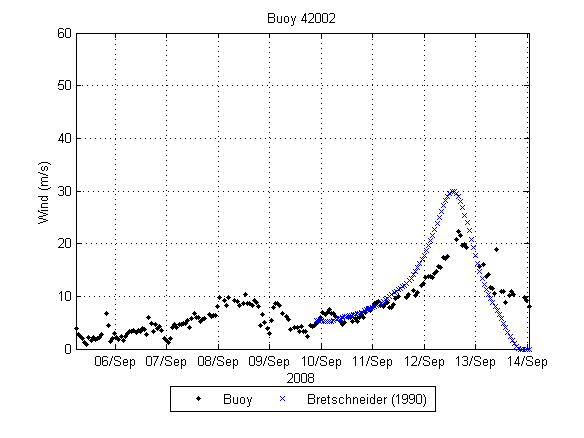 Buoy 42002
60
50
40
30
20
10
0
Wind (m/s)
06/Sep 07/Sep 08/Sep 09/Sep 10/Sep 11/Sep 12/Sep 13/Sep 14/Sep
2008
Buoy Bretschneider (1990)